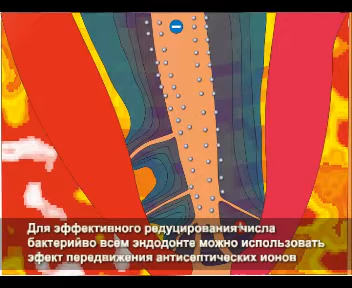 Для эффективного редуцирования числа
бактерийво всем эндодонте можно использовать
эффект передвижения антисептических ионов